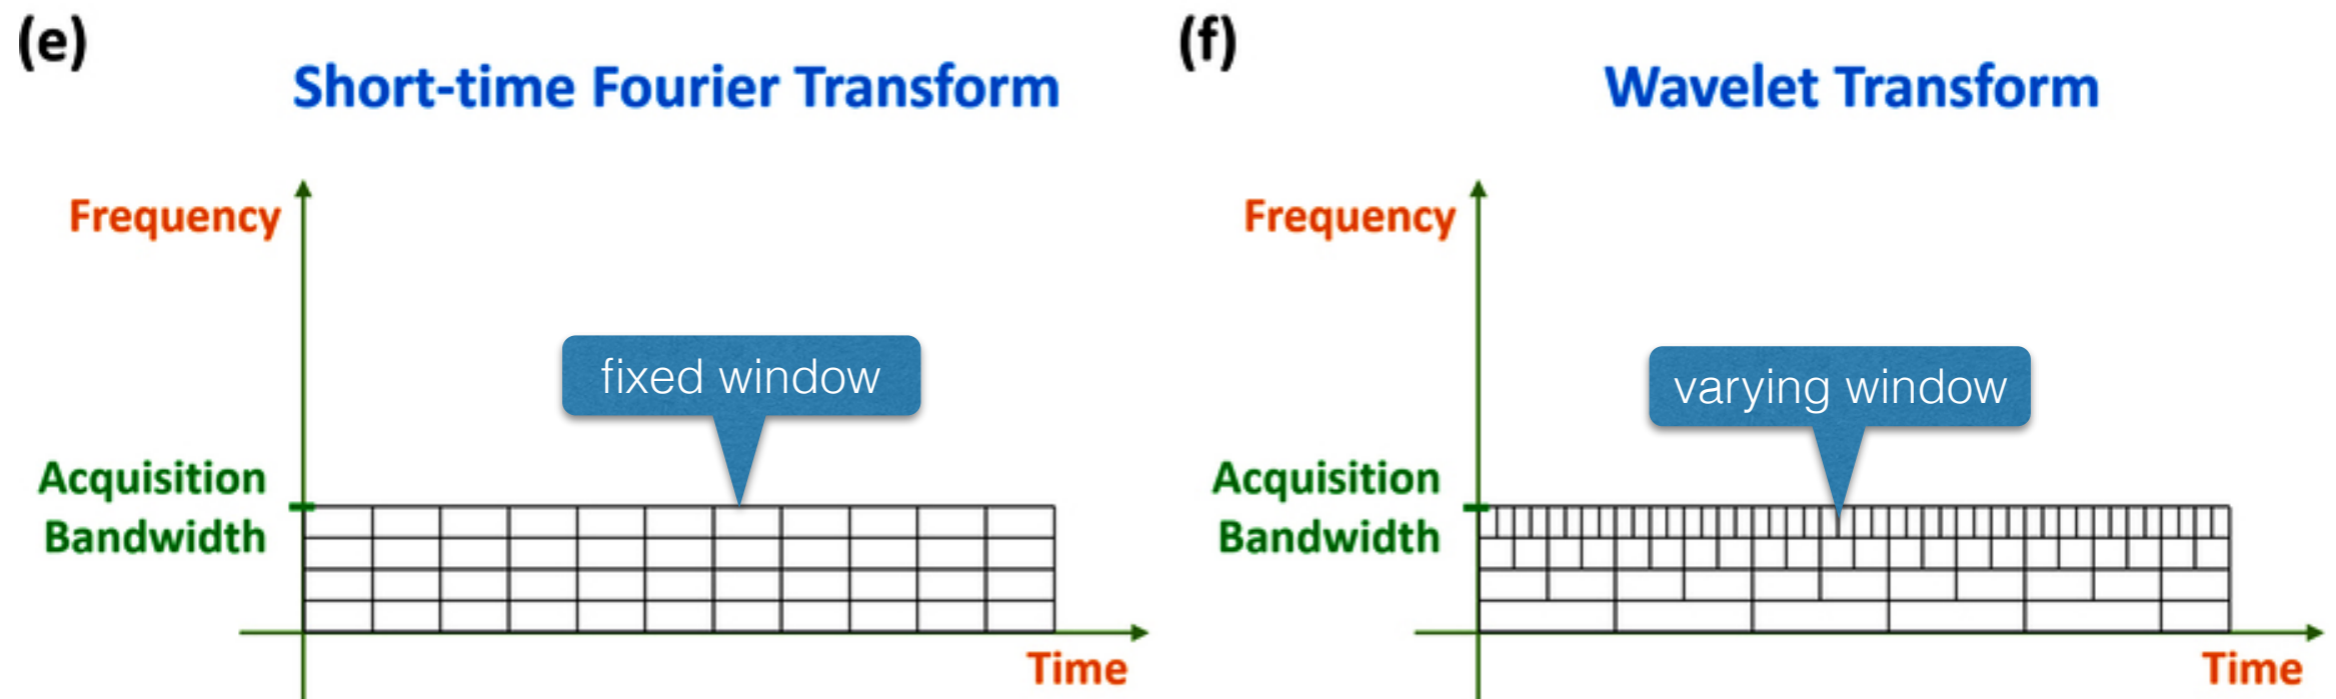 (e)
Short-time Fourier Transform
Frequency
fixed window
Acquisition
Bandwidth
Time
(f)
Wavelet Transform
Frequency
varying window
Acquisition
Bandwidth
Time